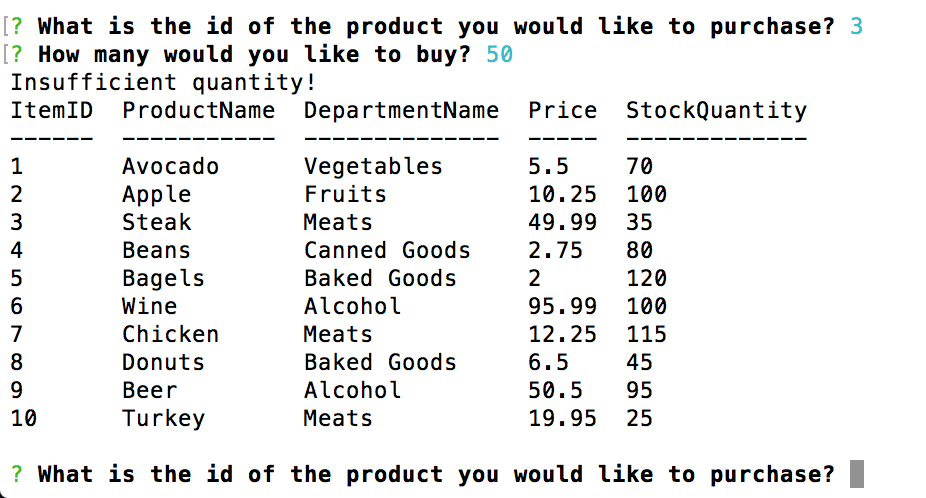 [? What is the id of the product you would like to purchase? 3
[? How many would you like to buy? 50
Insufficient quantity!
ItemID  ProductName  DepartmentName  Price  StockQuantity
------  -----------  --------------  -----  -------------
1       Avocado      Vegetables      5.5    70
2       Apple        Fruits          10.25  100
3       Steak        Meats           49.99  35
4       Beans        Canned Goods    2.75   80
5       Bagels       Baked Goods     2      120
6       Wine         Alcohol         95.99  100
7       Chicken      Meats           12.25  115
8       Donuts       Baked Goods     6.5    45
9       Beer         Alcohol         50.5   95
10      Turkey       Meats           19.95  25
? What is the id of the product you would like to purchase?